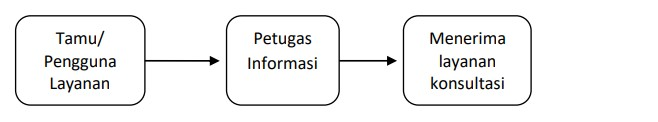 Tamu/
Pengguna
Layanan
Petugas
Informasi
Menerima
layanan
konsultasi